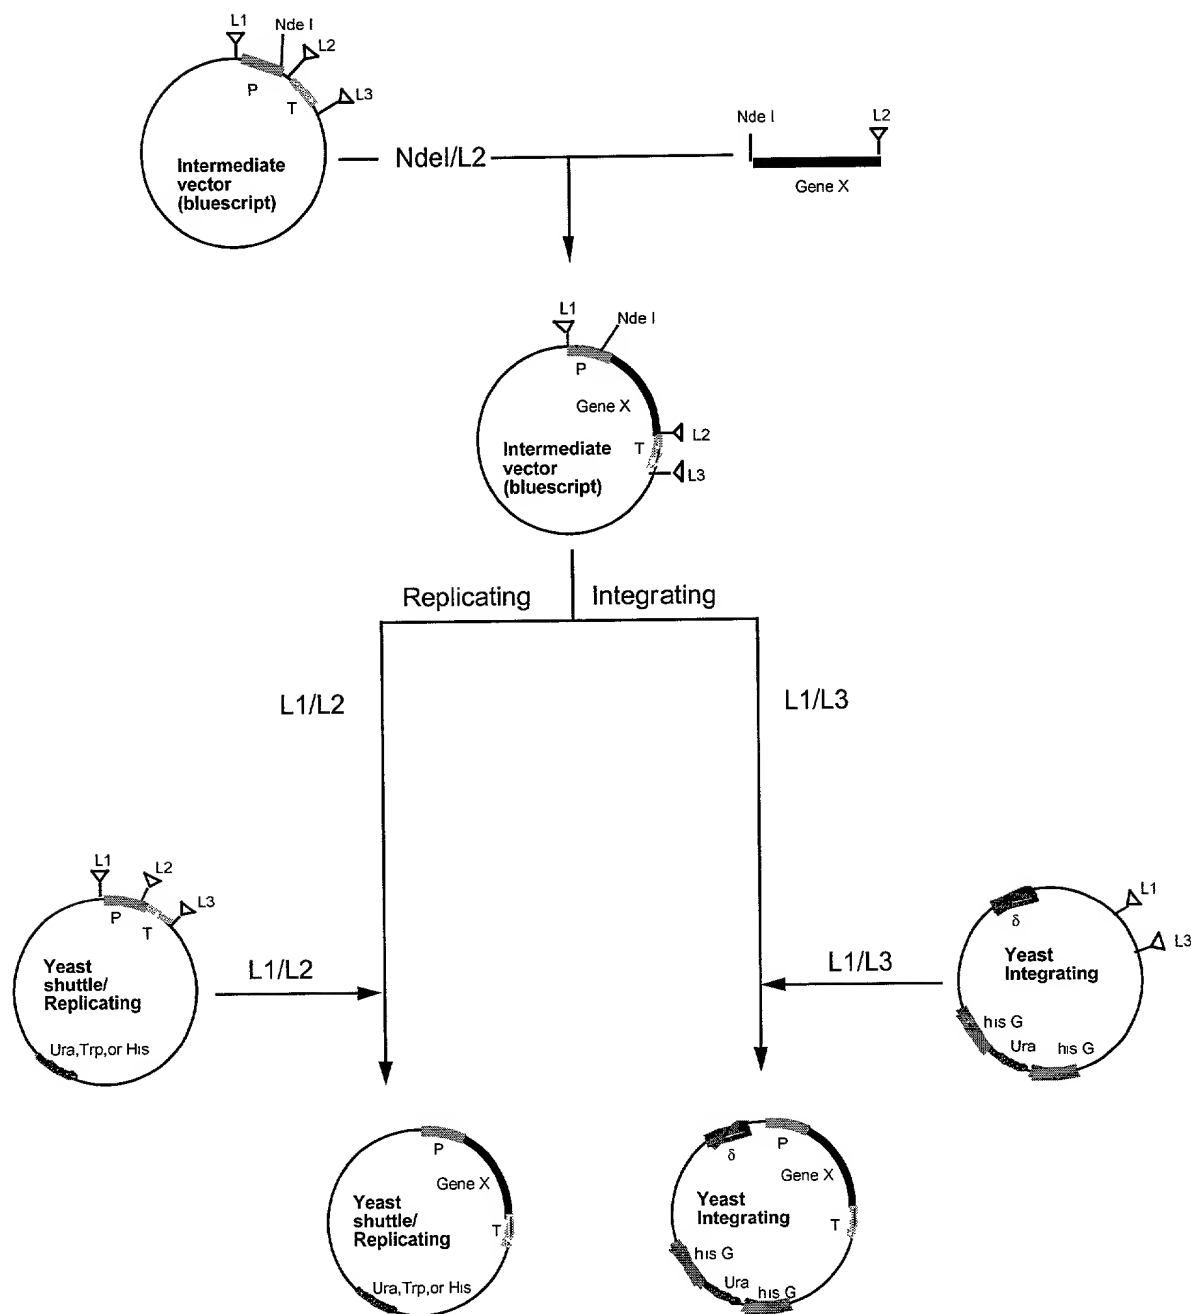 L1
Nde I
L2
P
T
L3
Intermediate
vector
(bluescript)
NdeI/L2
Nde I
L2
Gene X
L1
Nde I
P
Gene X
L2
T
L3
Intermediate
vector
(bluescript)
Replicating
Integrating
L1/L2
L1/L3
L1
L2
L3
P
T
Yeast
shuttle/
Replicating
Ura,Trp,or His
L1/L2
L1/L3
δ
L1
L3
Yeast
Integrating
his G
Ura
his G
P
Gene X
Yeast
shuttle/
Replicating
T
Ura,Trp,or His
δ
P
Gene X
Yeast
Integrating
T
his G
Ura
his G